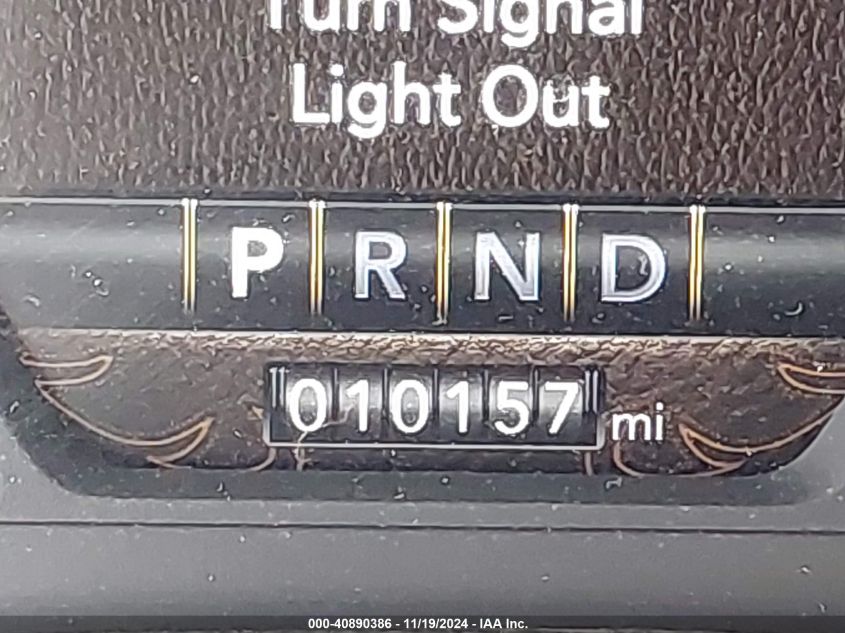 Turn Signal
Light Out
P R N D
010157 mi
000-40890386 - 11/19/2024 - IAA Inc.